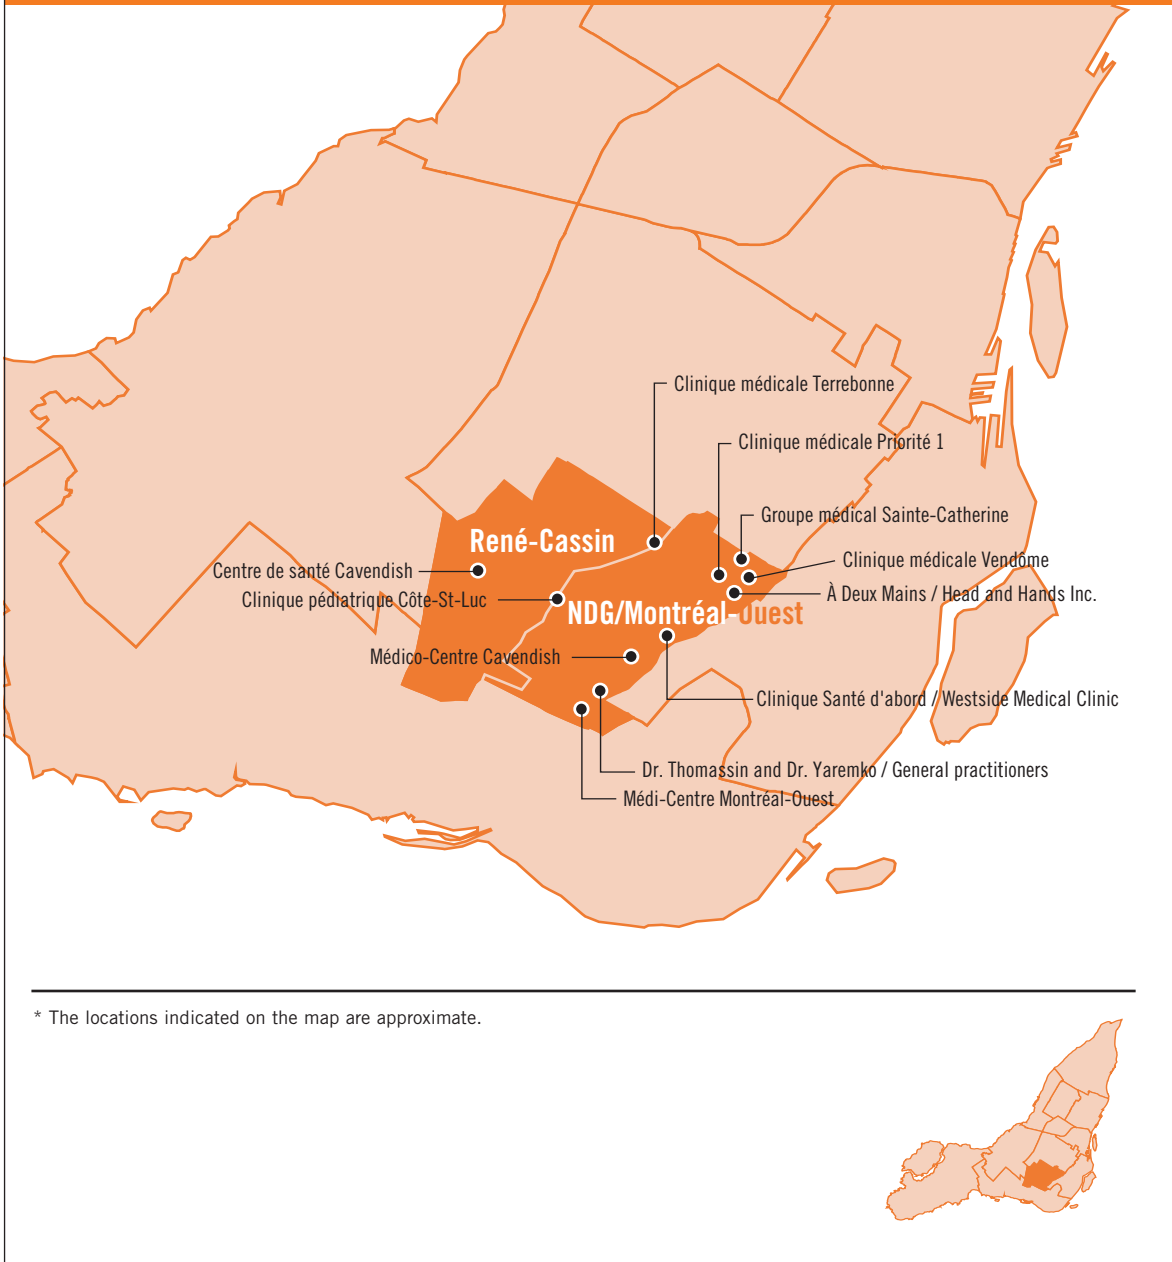 Clinique médicale Terrebonne
Clinique médicale Priorité 1
Groupe médical Sainte-Catherine
René-Cassin
Clinique médicale Vendôme
Centre de santé Cavendish
À Deux Mains / Head and Hands Inc.
Clinique pédiatrique Côte-St-Luc
NDG/Montréal-Ouest
Médico-Centre Cavendish
Clinique Santé d'abord / Westside Medical Clinic
Dr. Thomassin and Dr. Yaremko / General practitioners
Médi-Centre Montréal-Ouest
* The locations indicated on the map are approximate.